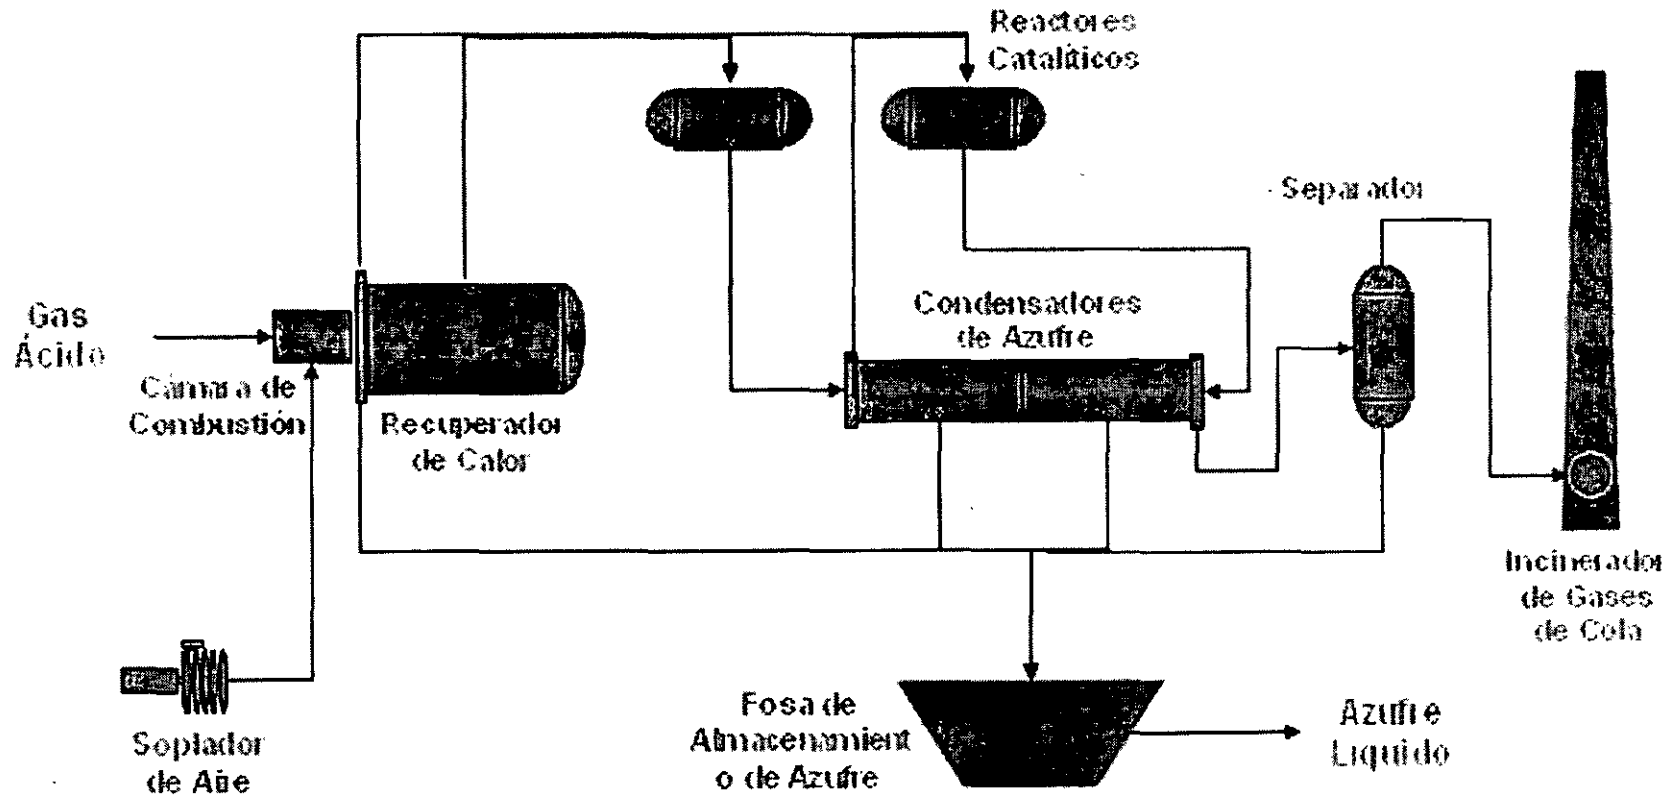 Reactores
Catalíticos
Separador
Gas
Ácido
Condensadores
de Azufre
Cámara de
Combustión
Recuperador
de Calor
Incinerador
de Gases
de Cola
Fosa de
Almacenamient
o de Azufre
Azufre
Líquido
Soplador
de Aire